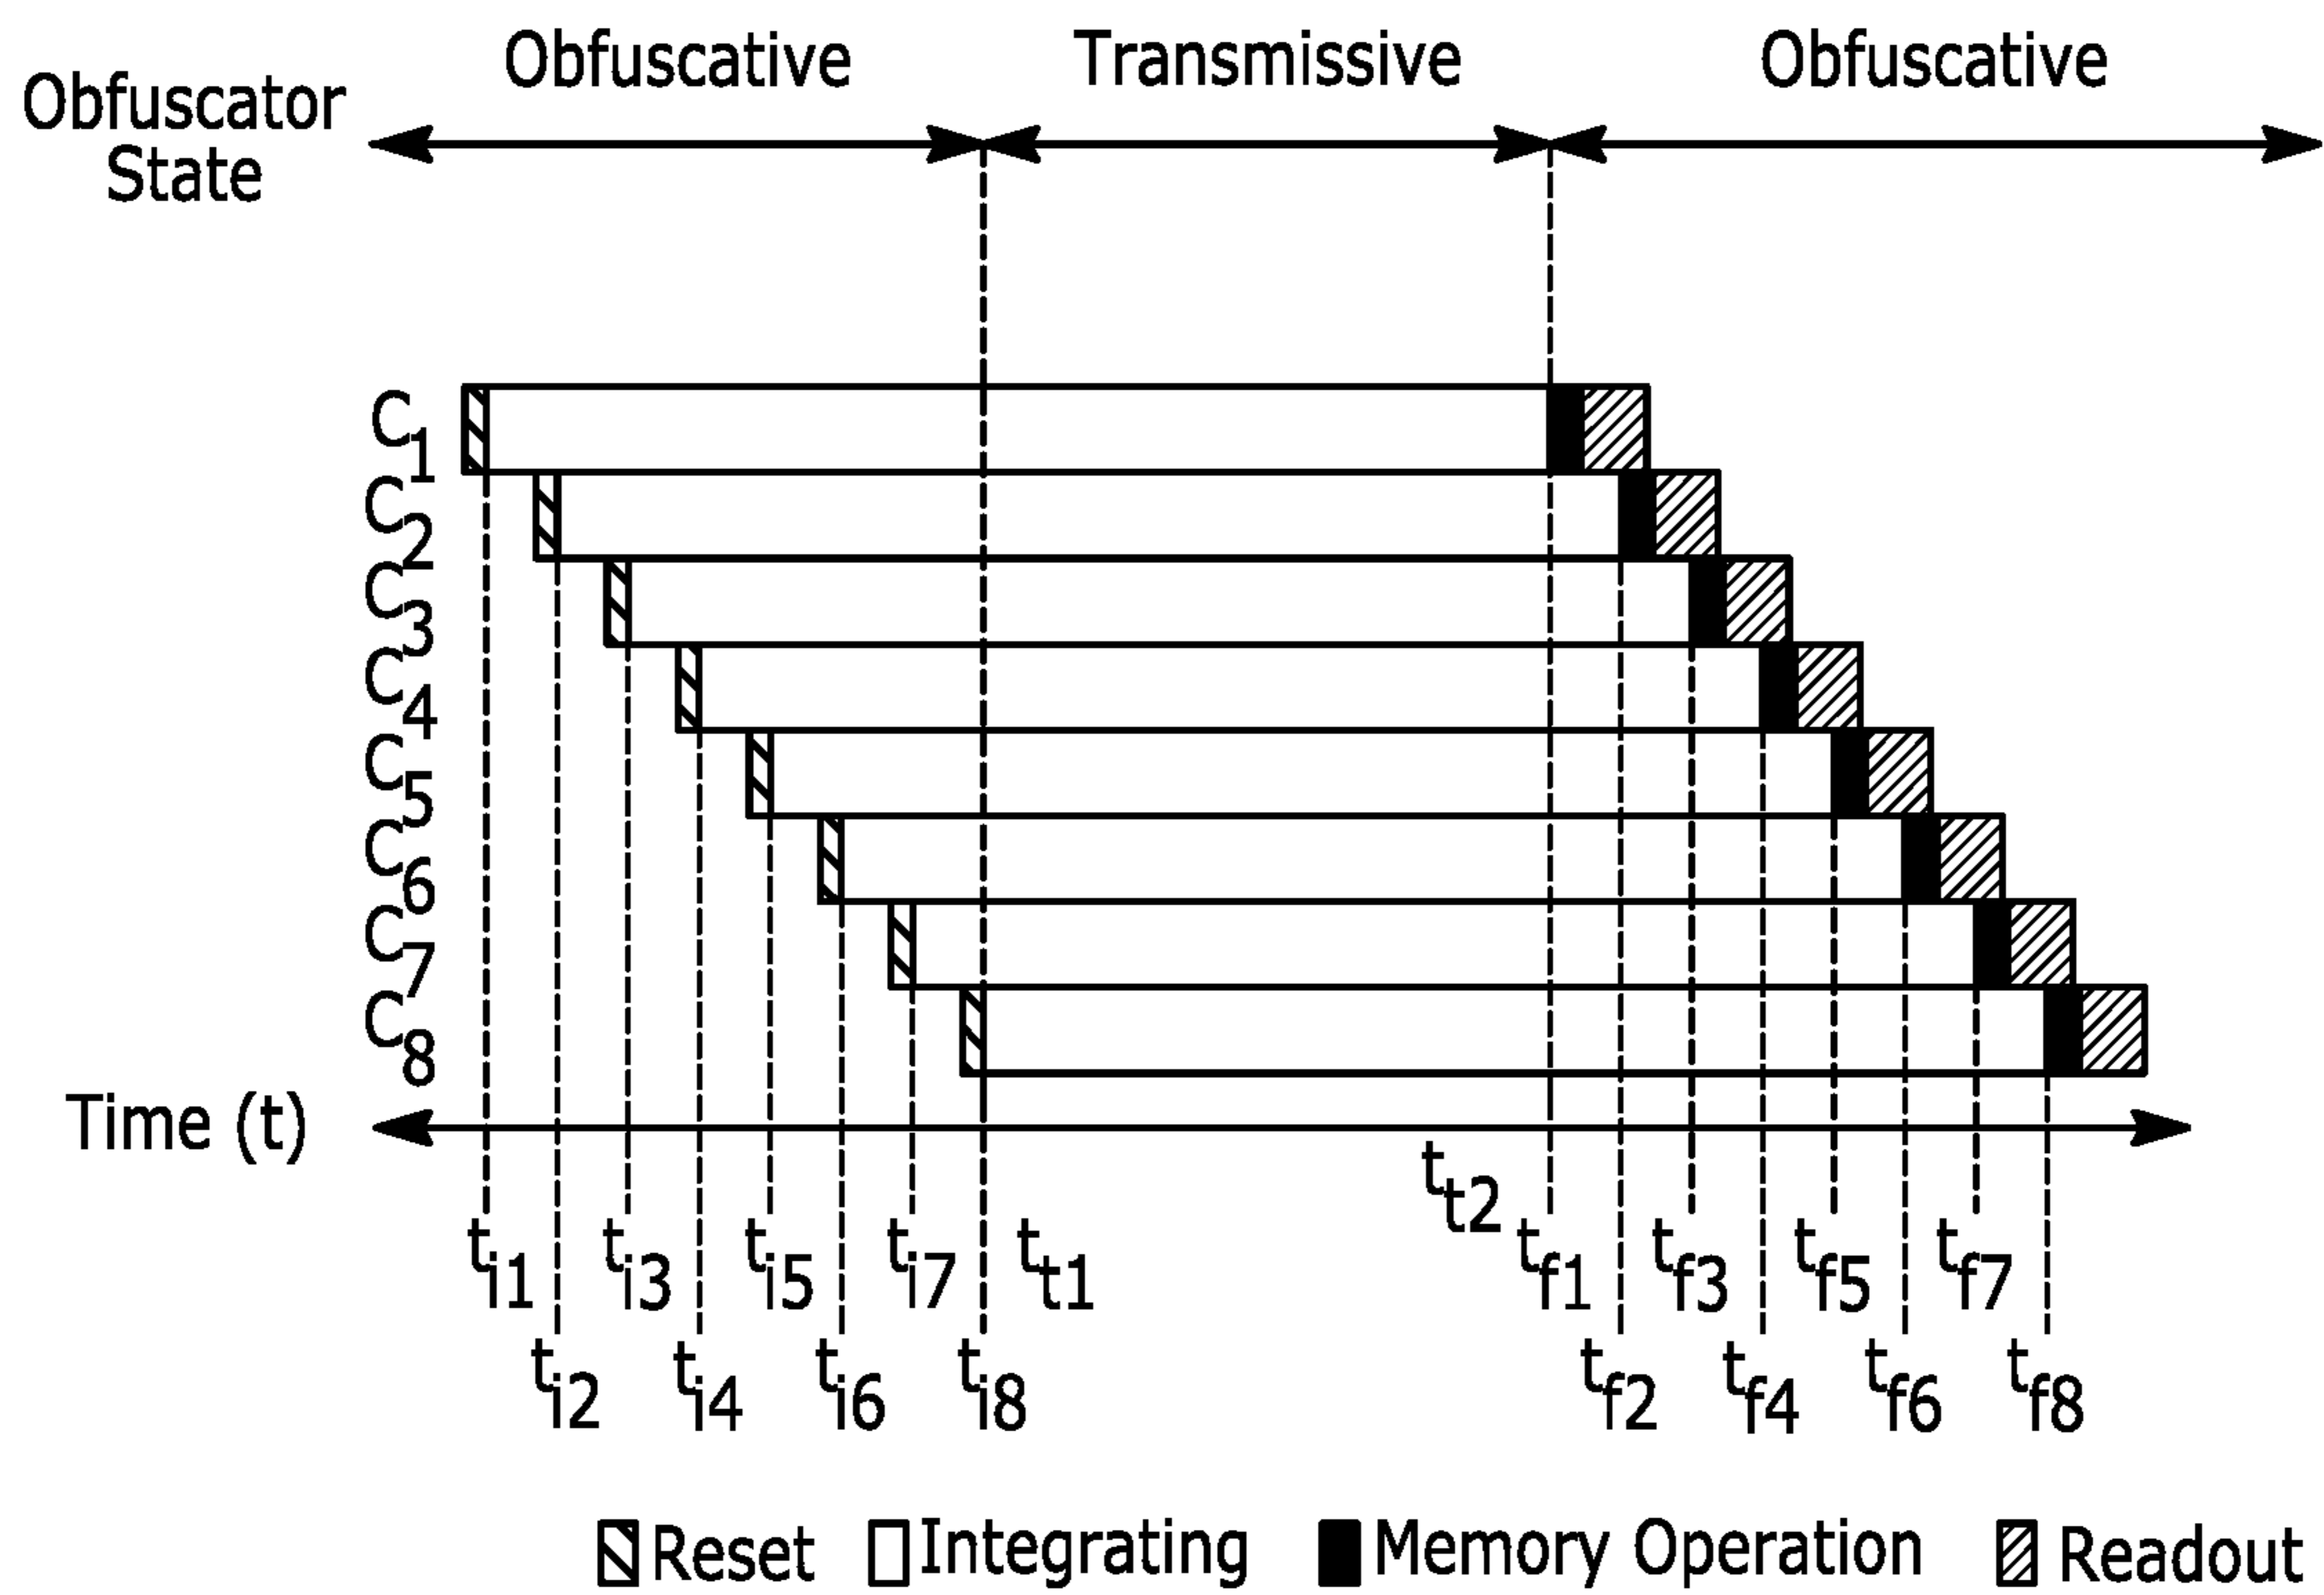 Obfuscative Transmissive Obfuscative
Obfuscator
State
C1
C2
C3
C4
C5
C6
C7
C8
Time (t)
tt2
ti1 ti3 ti5 ti7 tt1 tf1 tf3 tf5 tf7
ti2 ti4 ti6 ti8 tf2 tf4 tf6 tf8
Reset Integrating Memory Operation Readout